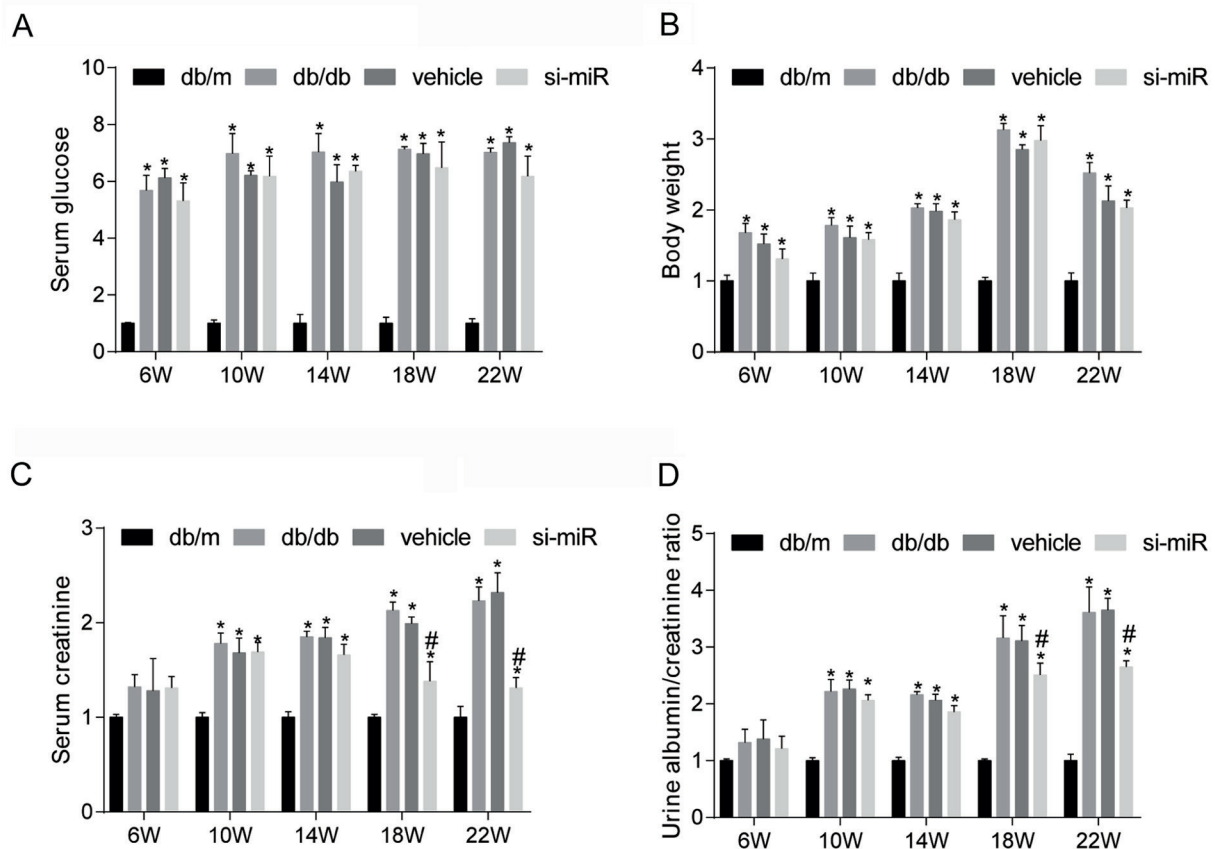 A
db/m db/db vehicle si-miR
Serum glucose
10
8
6
4
2
0
* * * * * * * * * * * * * * *
6W 10W 14W 18W 22W
B
db/m db/db vehicle si-miR
Body weight
4
3
2
1
0
* * * * * * * * * * * * * * *
6W 10W 14W 18W 22W
C
db/m db/db vehicle si-miR
Serum creatinine
3
2
1
0
* * * * * * * * # * * * # *
6W 10W 14W 18W 22W
D
db/m db/db vehicle si-miR
Urine albumin/creatinine ratio
5
4
3
2
1
0
* * * * * * * * # * * * # *
6W 10W 14W 18W 22W